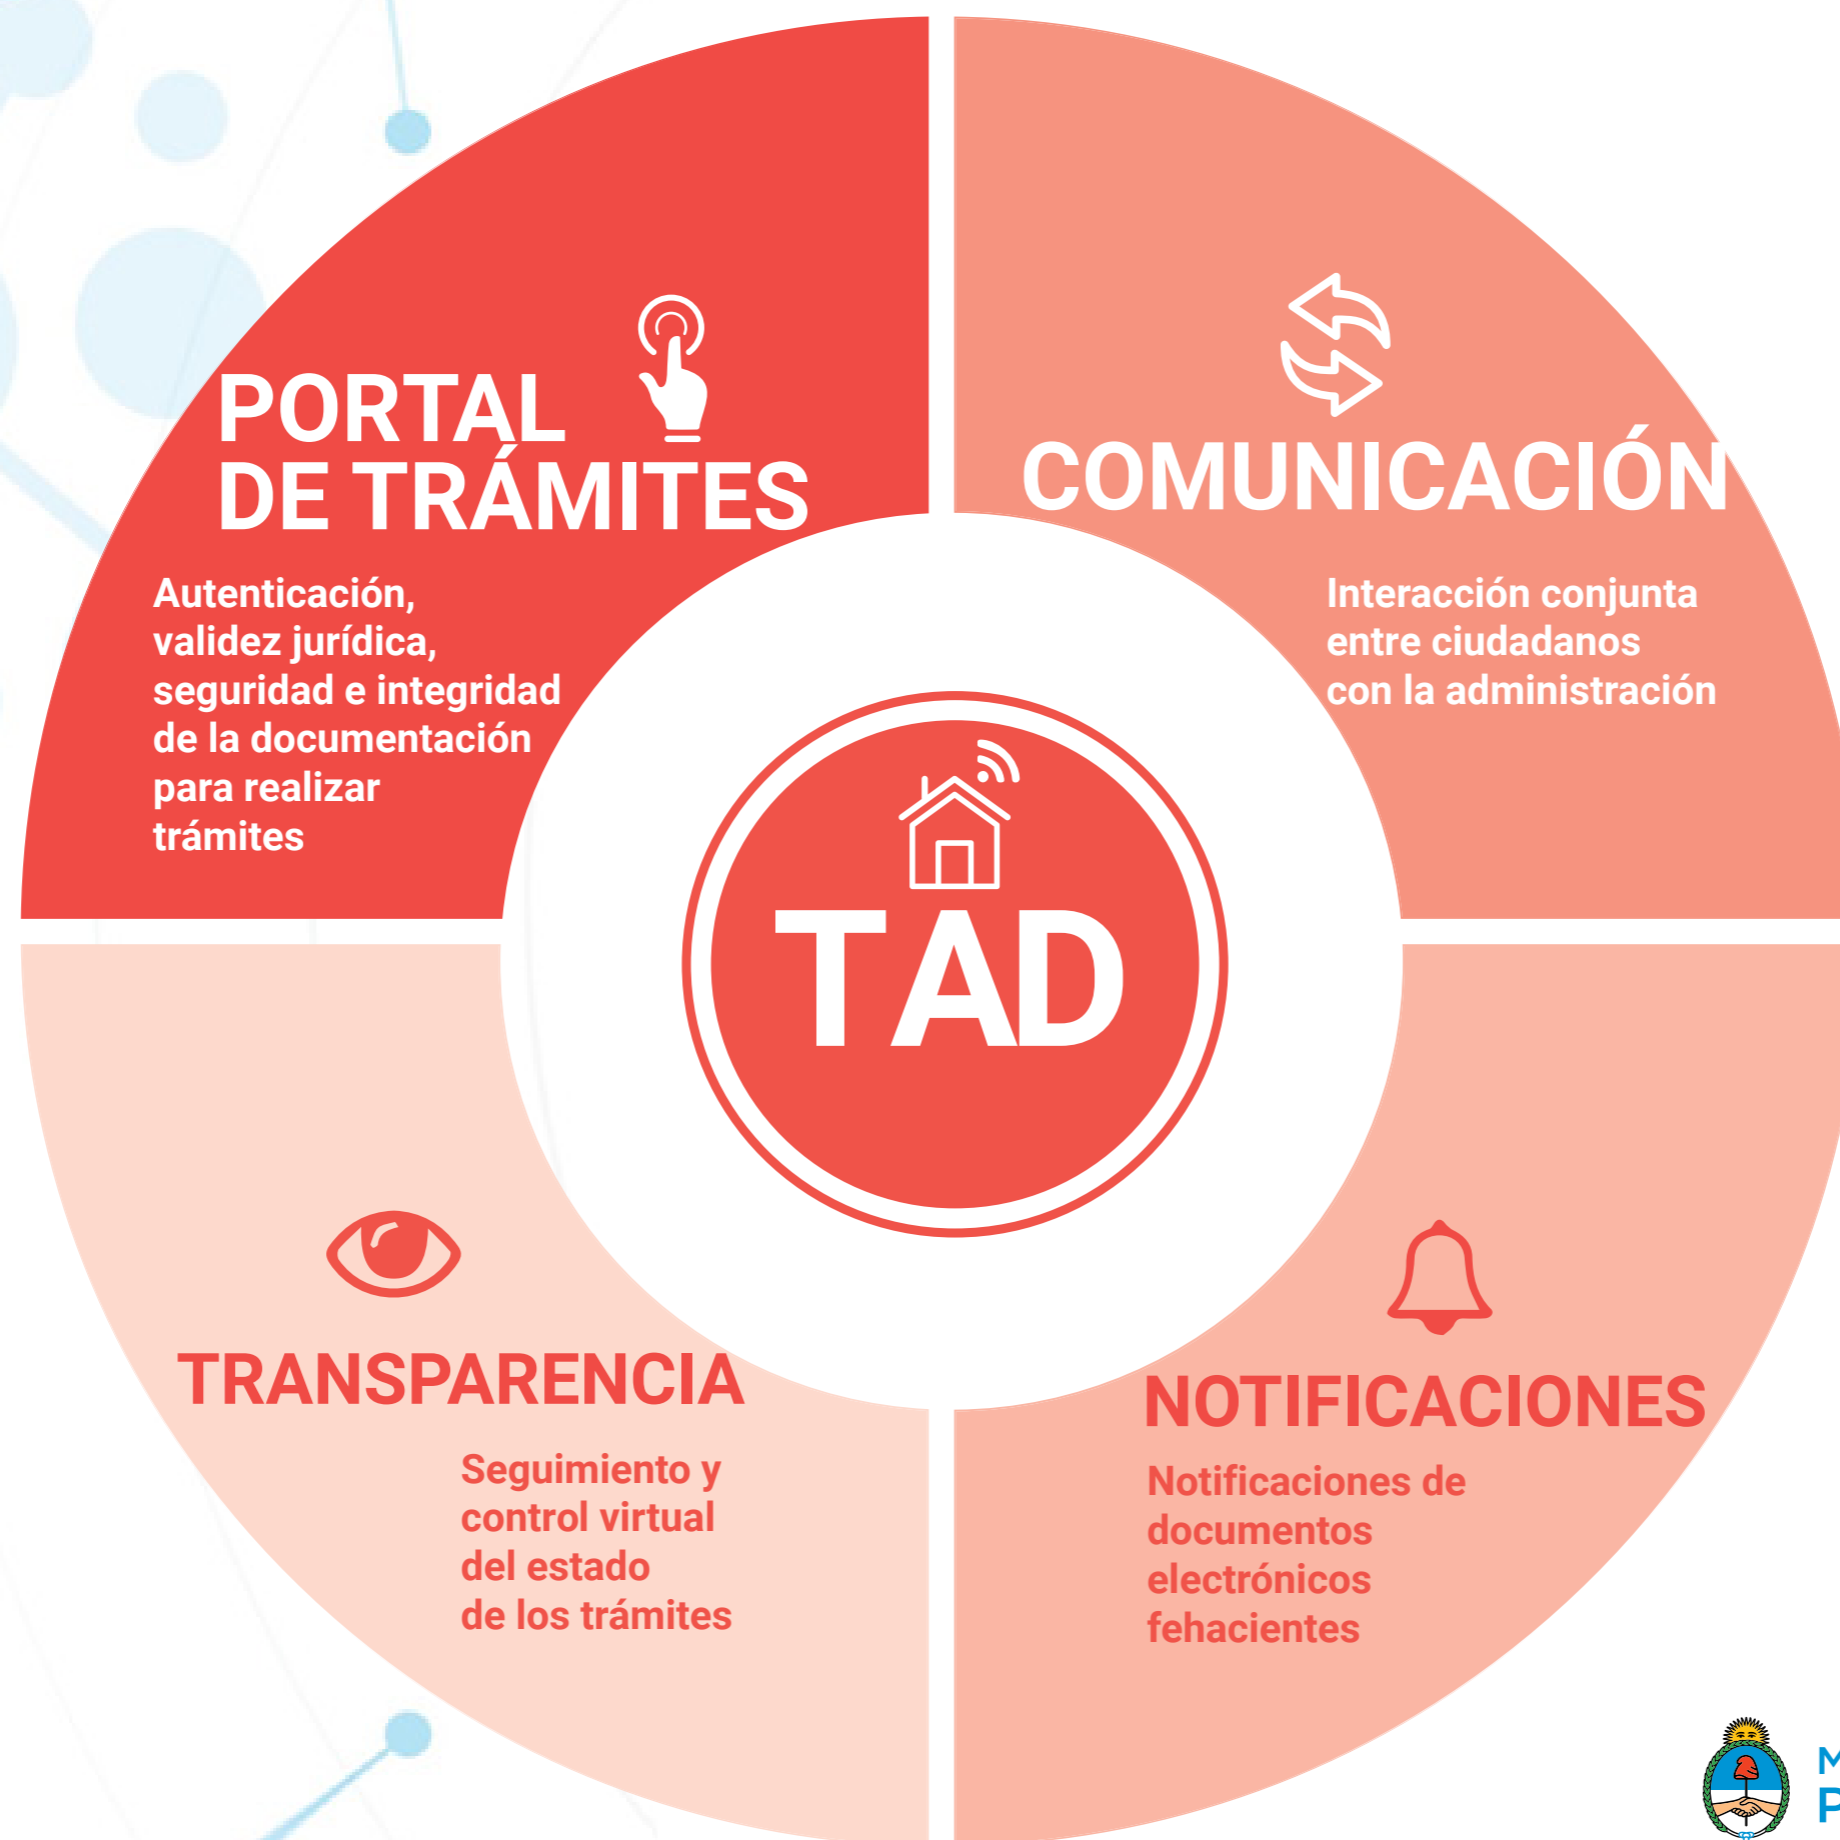 PORTAL
DE TRÁMITES
Autenticación,
validez jurídica,
seguridad e integridad
de la documentación
para realizar
trámites
COMUNICACIÓN
Interacción conjunta
entre ciudadanos
con la administración
TAD
TRANSPARENCIA
Seguimiento y
control virtual
del estado
de los trámites
NOTIFICACIONES
Notificaciones de
documentos
electrónicos
fehacientes